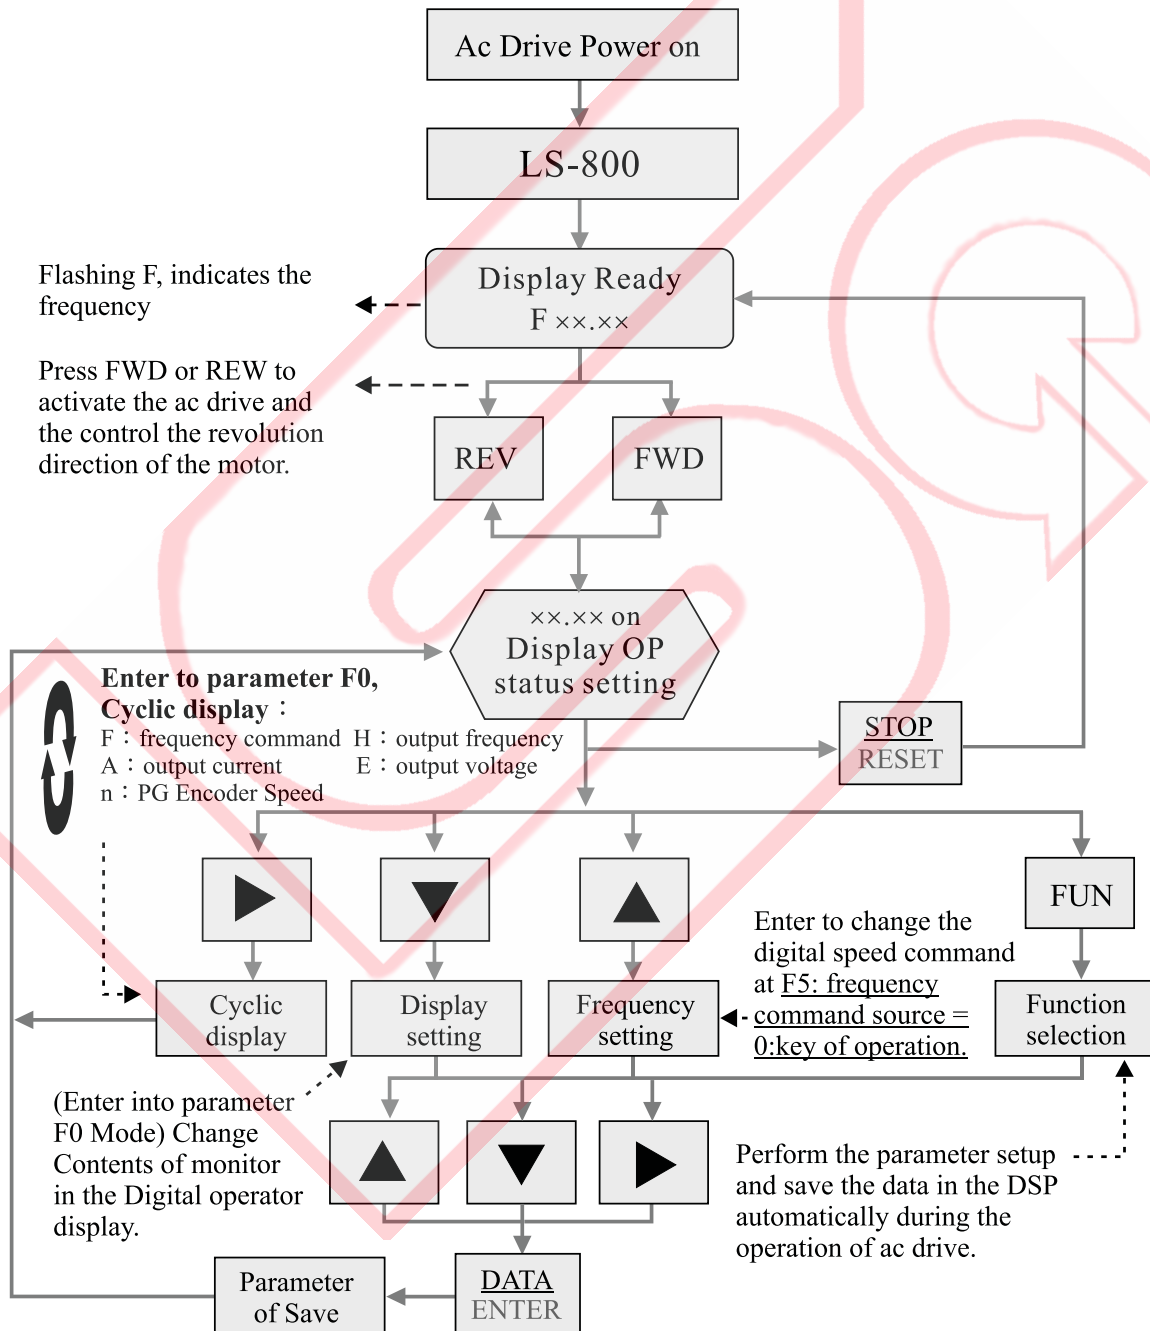 Ac Drive Power on
LS-800
Display Ready
F ××.××
Flashing F, indicates the
frequency
Press FWD or REW to
activate the ac drive and
the control the revolution
direction of the motor.
REV
FWD
××.×× on
Display OP
status setting
Enter to parameter F0,
Cyclic display：
F：frequency command H：output frequency
A：output current E：output voltage
n：PG Encoder Speed
STOP
RESET
FUN
Enter to change the
digital speed command
at F5: frequency
command source =
0:key of operation.
Cyclic
display
Display
setting
Frequency
setting
Function
selection
(Enter into parameter
F0 Mode) Change
Contents of monitor
in the Digital operator
display.
Perform the parameter setup
and save the data in the DSP
automatically during the
operation of ac drive.
Parameter
of Save
DATA
ENTER